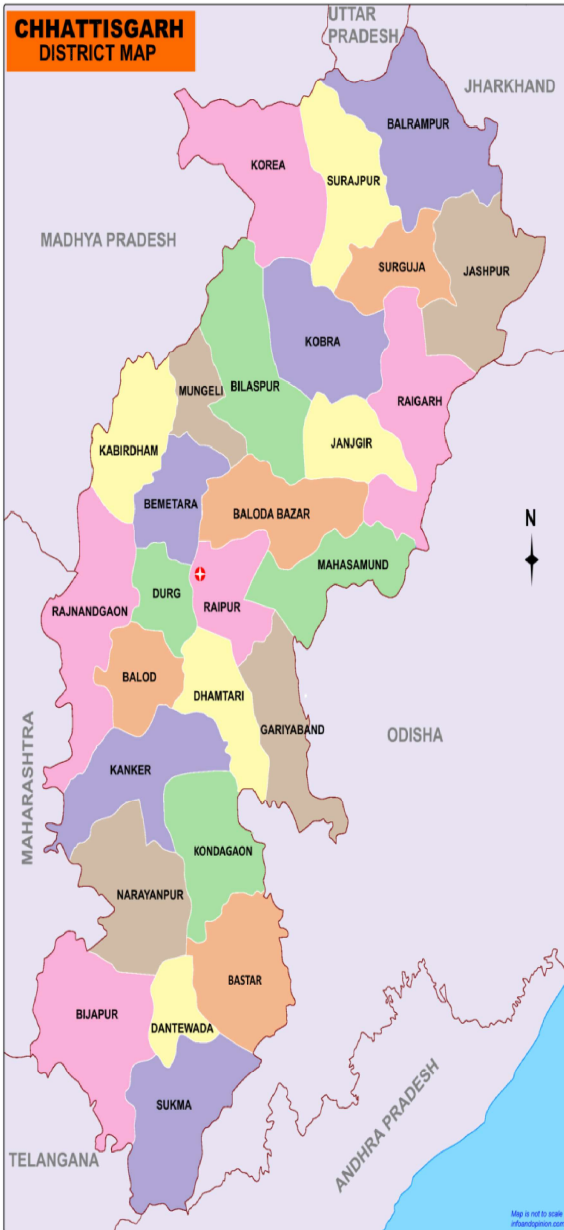 CHHATTISGARH
DISTRICT MAP
UTTAR
PRADESH
JHARKHAND
BALRAMPUR
KOREA
SURAJPUR
MADHYA PRADESH
SURGUJA
JASHPUR
KOBRA
BILASPUR
MUNGELI
RAIGARH
JANJGIR
KABIRDHAM
BEMETARA
BALODA BAZAR
N
MAHASAMUND
DURG
RAIPUR
RAJNANDGAON
BALOD
DHAMTARI
GARIYABAND
ODISHA
MAHARASHTRA
KANKER
KONDAGAON
NARAYANPUR
BASTAR
BIJAPUR
DANTEWADA
SUKMA
ANDHRA PRADESH
TELANGANA
Map is not to scale
infoandopinion.com